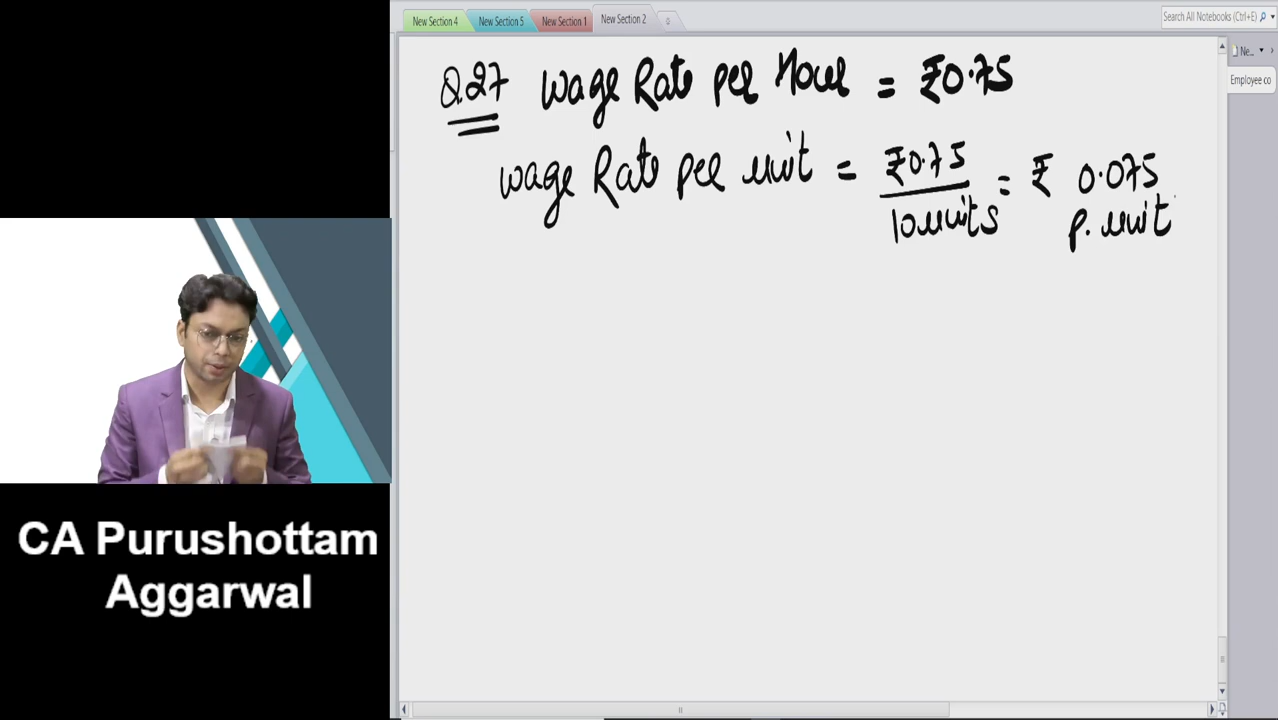 New Section 4 New Section 5 New Section 1 New Section 2
Search All Notebooks (Ctrl+E)
Ne...
Employee co
Q.27 Wage Rate per Hour = ₹0.75
Wage Rate per unit = ₹0.75 / 10 units = ₹ 0.075 p. unit
CA Purushottam
Aggarwal